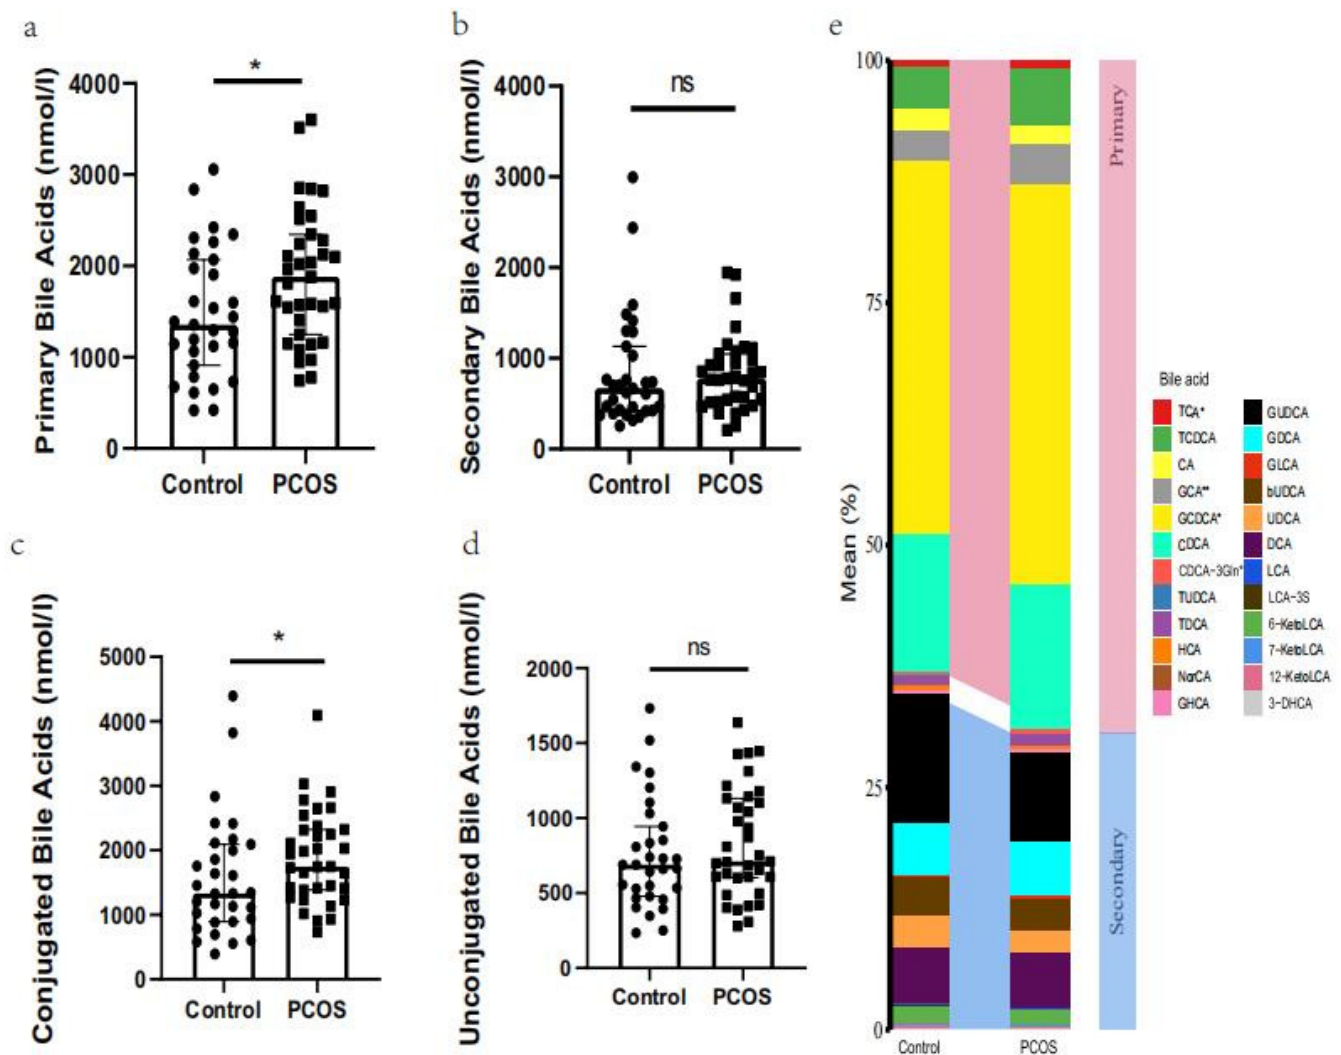 a
Primary Bile Acids (nmol/l)
4000
3000
2000
1000
0
*
Control PCOS
b
Secondary Bile Acids (nmol/l)
4000
3000
2000
1000
0
ns
Control PCOS
c
Conjugated Bile Acids (nmol/l)
5000
4000
3000
2000
1000
0
*
Control PCOS
d
Unconjugated Bile Acids (nmol/l)
2000
1500
1000
500
0
ns
Control PCOS
e
Mean (%)
100
75
50
25
0
Control PCOS
Primary
Secondary
Bile acid
TCA*
TCDCA
CA
GCA**
GCDCA*
CDCA
CDCA-3Gln*
TUDCA
TDCA
HCA
NorCA
GHCA
GUDCA
GDCA
GLCA
bUDCA
UDCA
DCA
LCA
LCA-3S
6-KetoLCA
7-KetoLCA
12-KetoLCA
3-DHCA